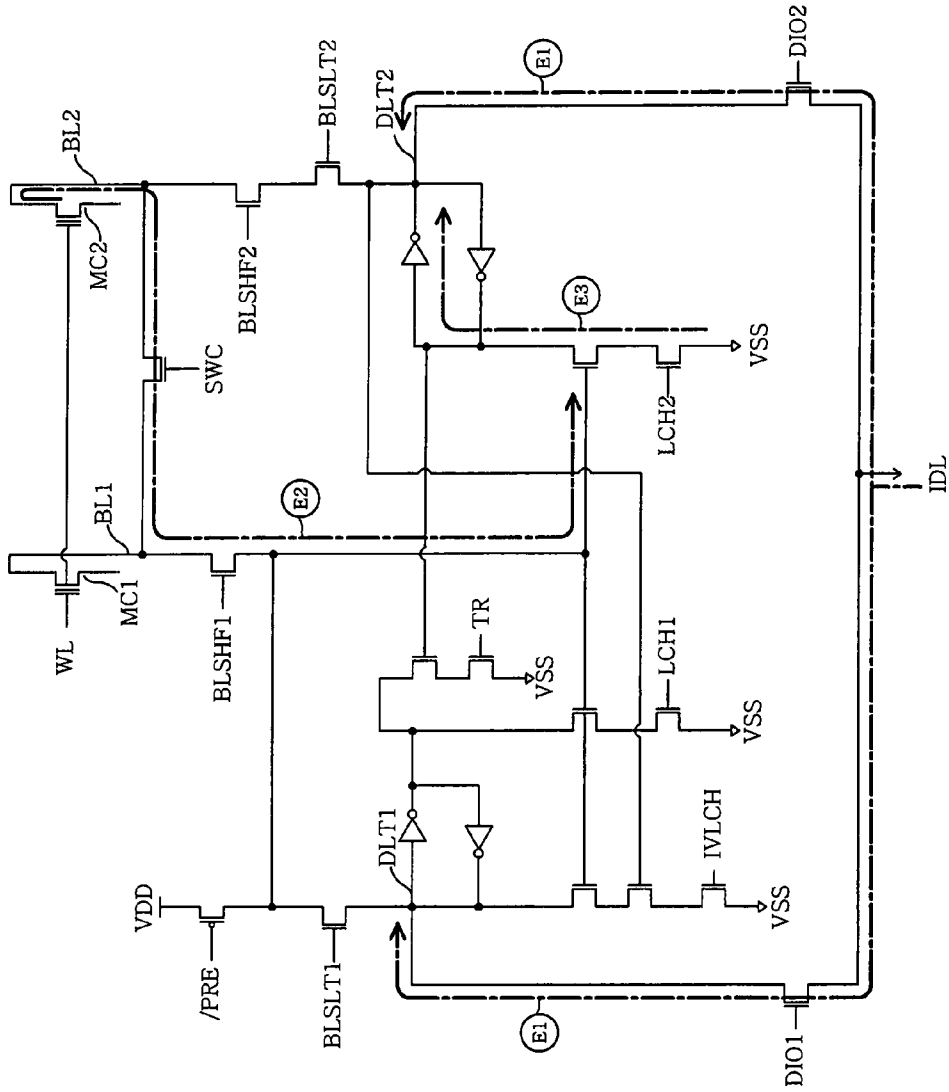 WL
MC1
BL1
SWC
MC2
BL2
BLSHF1
E2
BLSHF2
BLSLT2
VDD
/PRE
BLSLT1
DLT1
TR
VSS
DLT2
E1
E3
IVLCH
VSS
LCH1
VSS
LCH2
VSS
E1
DIO1
IDL
DIO2